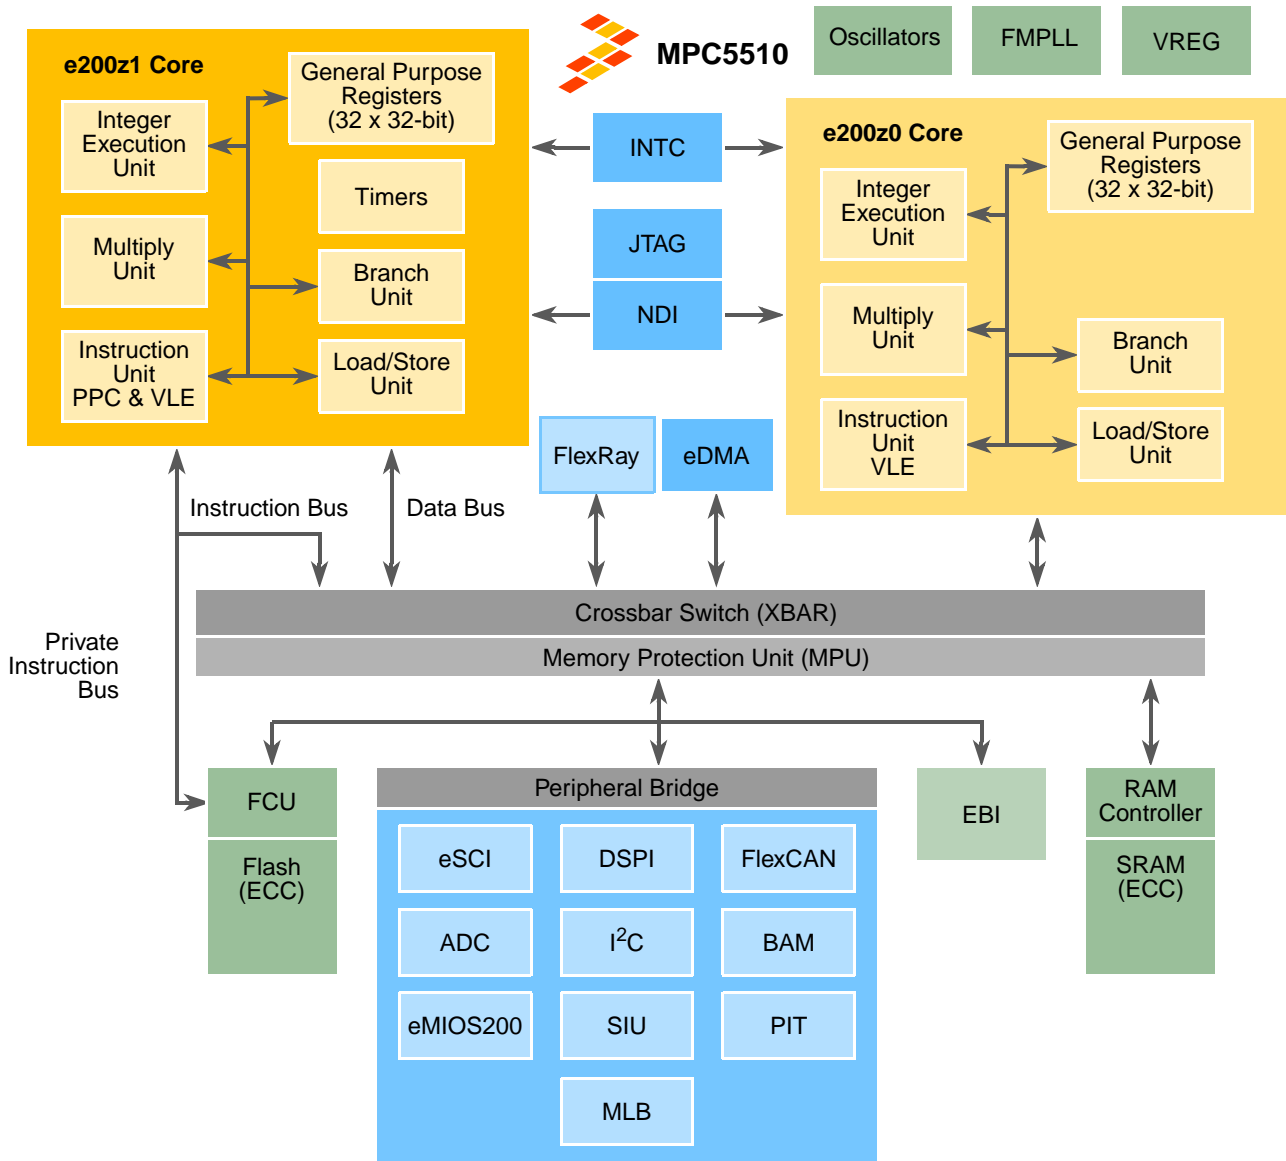 MPC5510
Oscillators
FMPLL
VREG
e200z1 Core
General Purpose
Registers
(32 x 32-bit)
Integer
Execution
Unit
Timers
Multiply
Unit
Branch
Unit
Instruction
Unit
PPC & VLE
Load/Store
Unit
INTC
JTAG
NDI
e200z0 Core
General Purpose
Registers
(32 x 32-bit)
Integer
Execution
Unit
Multiply
Unit
Branch
Unit
Instruction
Unit
VLE
Load/Store
Unit
FlexRay
eDMA
Instruction Bus
Data Bus
Crossbar Switch (XBAR)
Memory Protection Unit (MPU)
Private
Instruction
Bus
FCU
Flash
(ECC)
Peripheral Bridge
eSCI
DSPI
FlexCAN
ADC
I²C
BAM
eMIOS200
SIU
PIT
MLB
EBI
RAM
Controller
SRAM
(ECC)